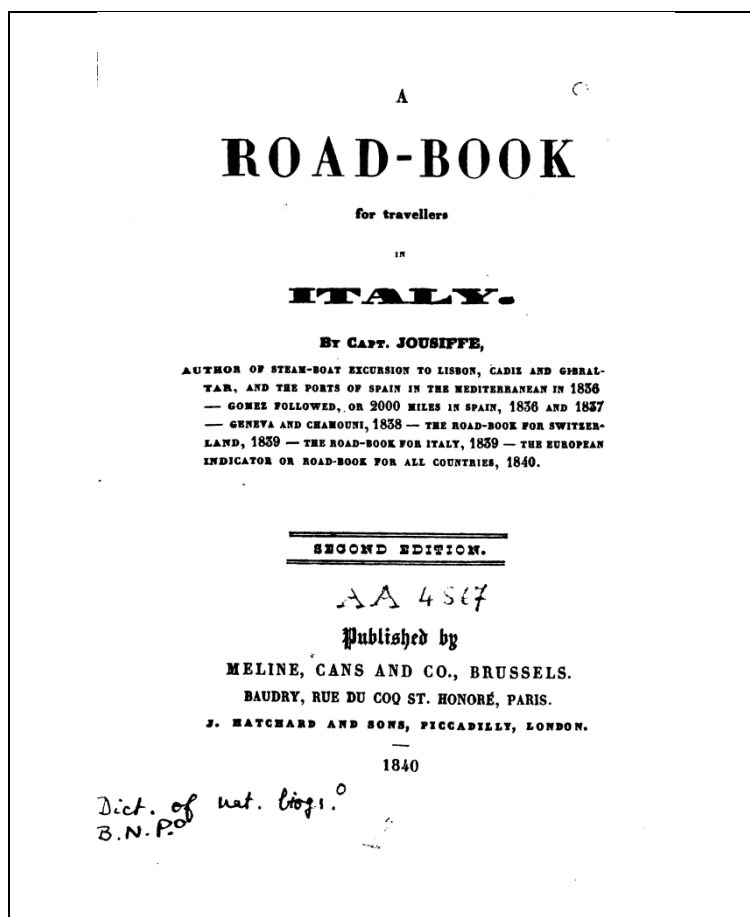 A
ROAD-BOOK
for travellers
IN
ITALY.
BY CAPT. JOUSIFFE,
AUTHOR OF STEAM-BOAT EXCURSION TO LISBON, CADIZ AND GIBRAL-
TAR, AND THE PORTS OF SPAIN IN THE MEDITERRANEAN IN 1836
— GOMEZ FOLLOWED, OR 2000 MILES IN SPAIN, 1836 AND 1837
— GENEVA AND CHAMOUNI, 1838 — THE ROAD-BOOK FOR SWITZER-
LAND, 1839 — THE ROAD-BOOK FOR ITALY, 1839 — THE EUROPEAN
INDICATOR OR ROAD-BOOK FOR ALL COUNTRIES, 1840.
SECOND EDITION.
AA
Published by
MELINE, CANS AND CO., BRUSSELS.
BAUDRY, RUE DU COQ ST. HONORÉ, PARIS.
J. HATCHARD AND SONS, PICCADILLY, LONDON.
1840
Dict. of nat. biogr.
B.N.P.